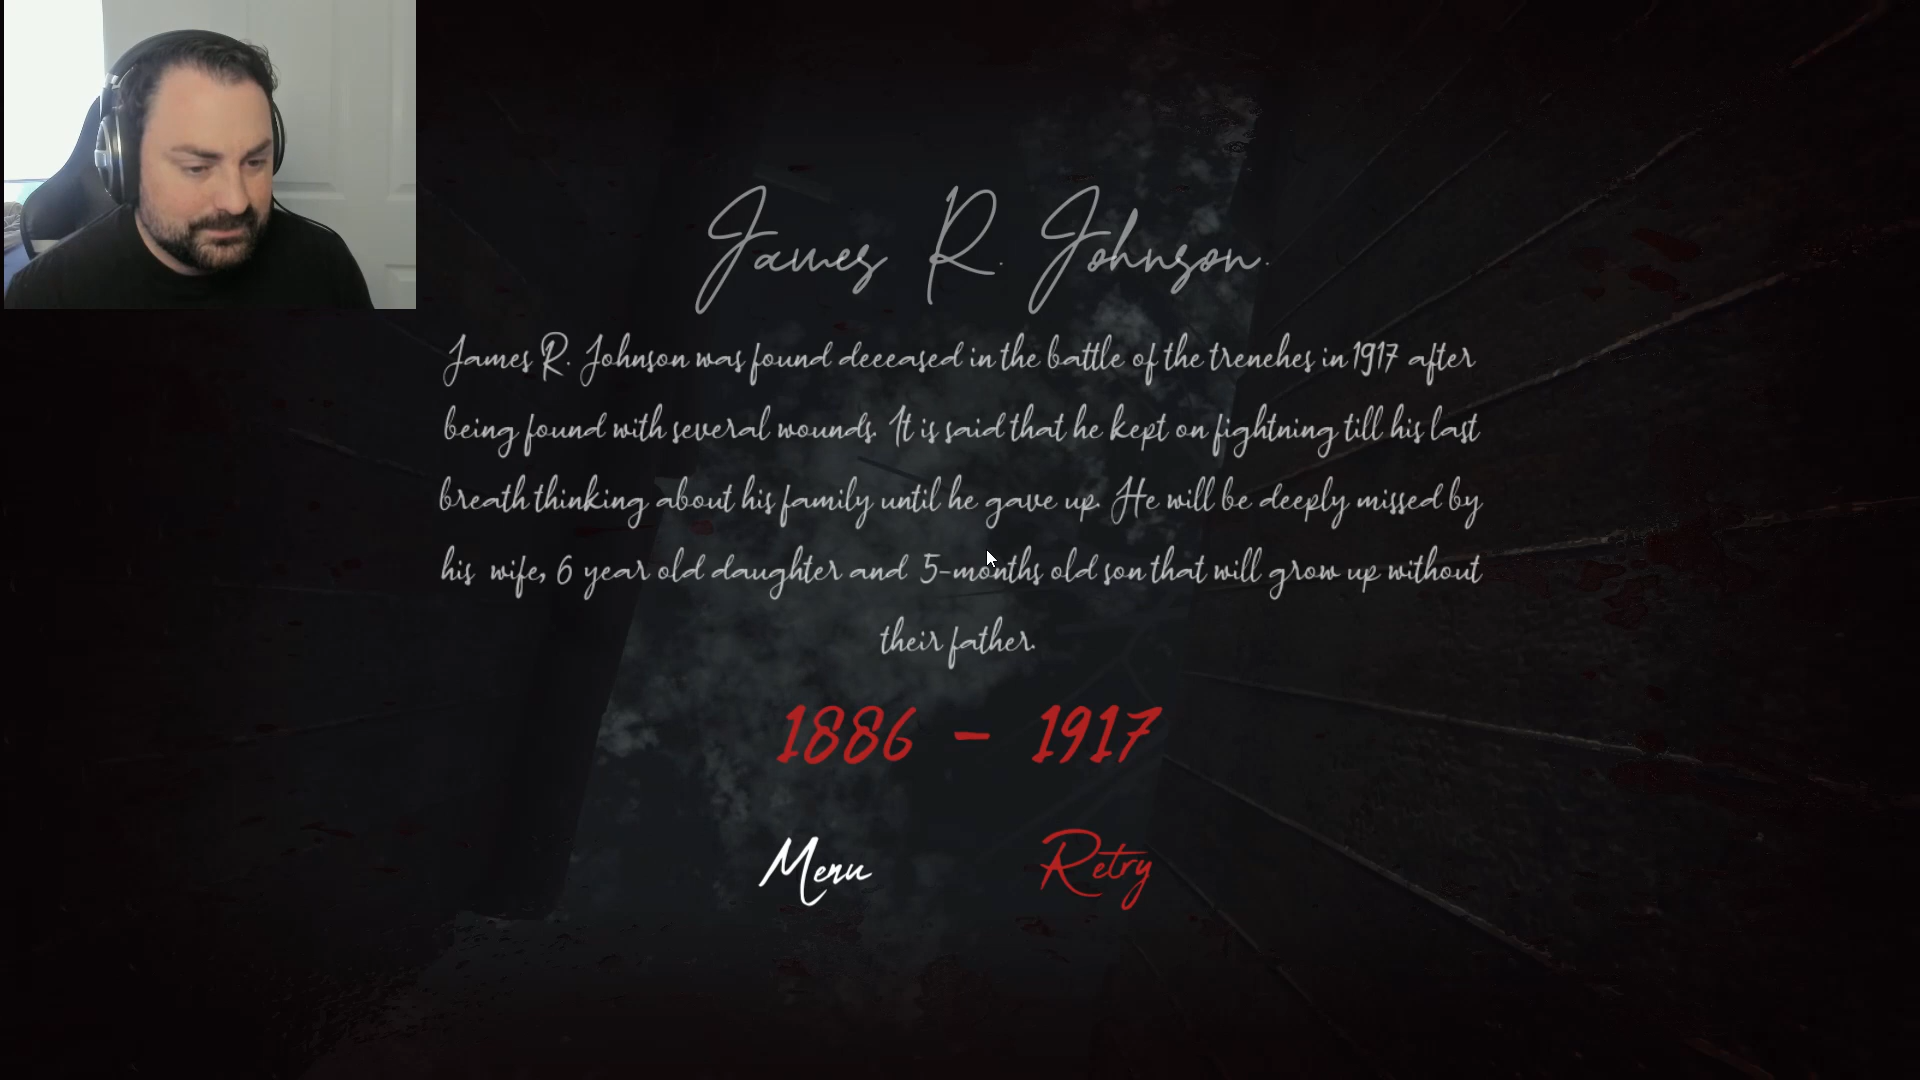 James R. Johnson.
James R. Johnson was found deceased in the battle of the trenches in 1917 after
being found with several wounds. It is said that he kept on fightning till his last
breath thinking about his family until he gave up. He will be deeply missed by
his wife, 6 year old daughter and 5-months old son that will grow up without
their father.
1886 - 1917
Menu Retry